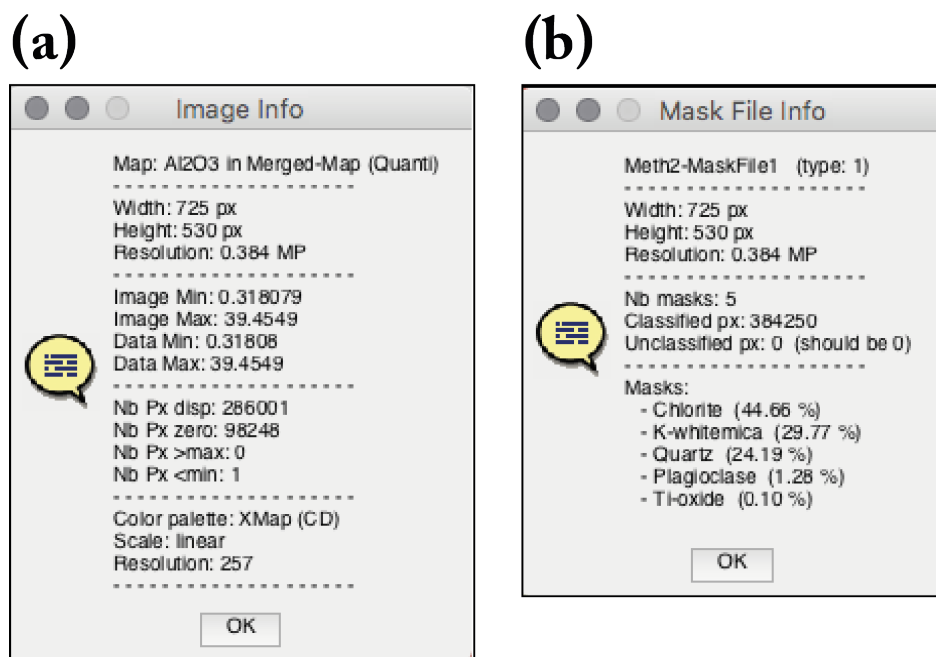 (a)
Image Info
Map: Al2O3 in Merged-Map (Quanti)
- - - - - - - - - - - - - - - - - - - - -
Width: 725 px
Height: 530 px
Resolution: 0.384 MP
- - - - - - - - - - - - - - - - - - - - -
Image Min: 0.318079
Image Max: 39.4549
Data Min: 0.31808
Data Max: 39.4549
- - - - - - - - - - - - - - - - - - - - -
Nb Px disp: 286001
Nb Px zero: 98248
Nb Px >max: 0
Nb Px <min: 1
- - - - - - - - - - - - - - - - - - - - -
Color palette: XMap (CD)
Scale: linear
Resolution: 257
- - - - - - - - - - - - - - - - - - - - -
OK
(b)
Mask File Info
Meth2-MaskFile1 (type: 1)
- - - - - - - - - - - - - - - - - - - - -
Width: 725 px
Height: 530 px
Resolution: 0.384 MP
- - - - - - - - - - - - - - - - - - - - -
Nb masks: 5
Classified px: 384250
Unclassified px: 0 (should be 0)
- - - - - - - - - - - - - - - - - - - - -
Masks:
- Chlorite (44.66 %)
- K-whitemica (29.77 %)
- Quartz (24.19 %)
- Plagioclase (1.28 %)
- Ti-oxide (0.10 %)
OK